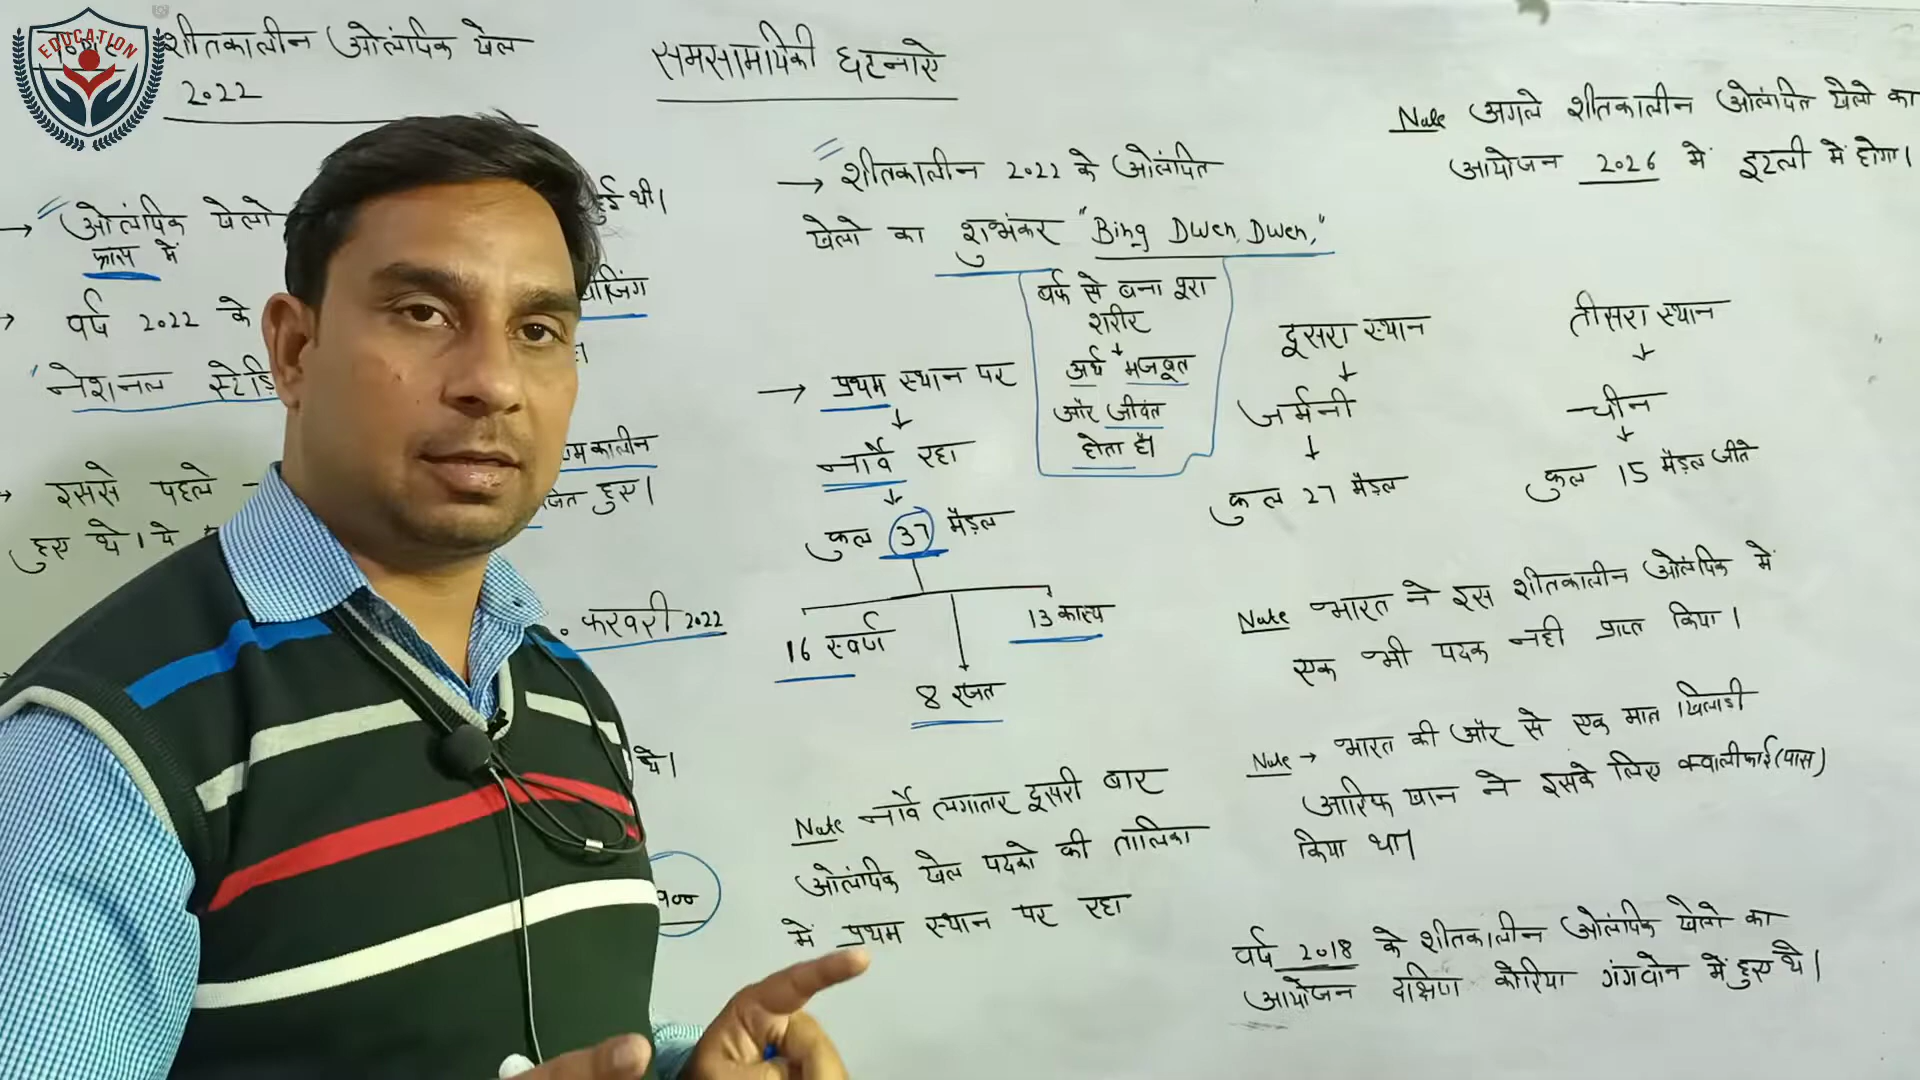 EDUCATION
शीतकालीन ओलंपिक खेल
2022
समसामायिकी घटनाऐ
ओलंपिक खेलो
हुई थी।
फ्रांस में
वर्ष 2022 के
नेशनल स्टेडि
इससे पहले
हुए थे। ये
जित हुए।
फरवरी 2022
थे।
शीतकालीन 2022 के ओलंपित
खेलो का शुभंकर "Bing Dwen Dwen,"
बर्फ से बना पूरा
शरीर
अर्थ मजबूत
और जीवंत
होता है।
प्रथम स्थान पर
नार्वे रहा
कुल 37 मैडल
16 स्वर्ण
8 रजत
13 कास्य
Note नार्वे लगातार दूसरी बार
ओलंपिक खेल पदको की तालिका
में प्रथम स्थान पर रहा
Note अगले शीतकालीन ओलंपित खेलो का
आयोजन 2026 में इटली में होगा।
दूसरा स्थान
जर्मनी
कुल 27 मैडल
तीसरा स्थान
चीन
कुल 15 मैडल जीते
Note भारत ने इस शीतकालीन ओलंपिक में
एक भी पदक नही प्राप्त किया।
Note → भारत की और से एक मात्र खिलाडी
आरिफ खान ने इसके लिए क्वालीफाई (पास)
किया था।
वर्ष 2018 के शीतकालीन ओलंपिक खेलो का
आयोजन दक्षिण कोरिया गंगवोन में हुए थे।